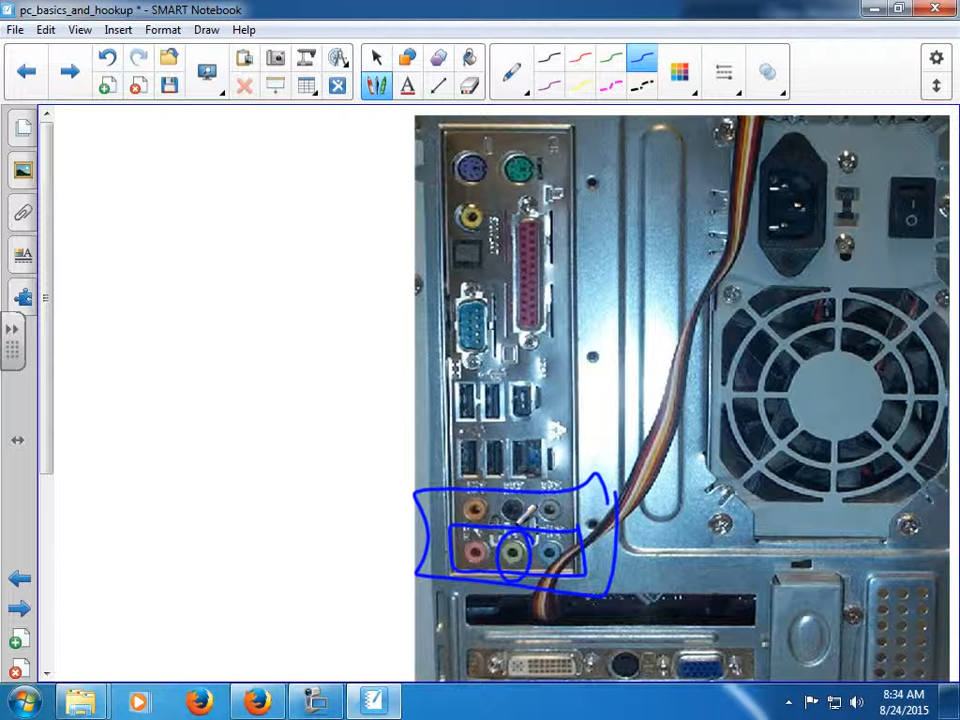 pc_basics_and_hookup * - SMART Notebook
File Edit View Insert Format Draw Help
8:34 AM
8/24/2015